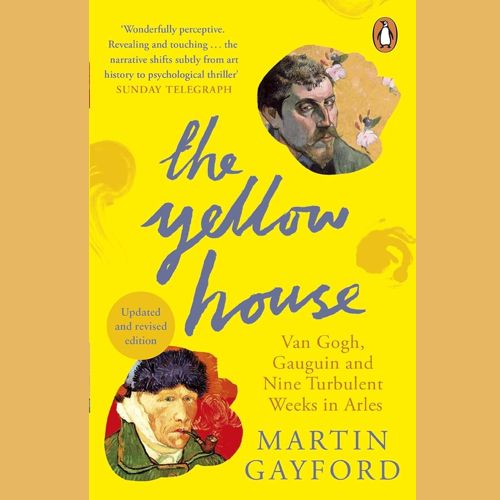 'Wonderfully perceptive.
Revealing and touching ... the
narrative shifts subtly from art
history to psychological thriller'
SUNDAY TELEGRAPH
the
yellow
house
Updated
and revised
edition
Van Gogh,
Gauguin and
Nine Turbulent
Weeks in Arles
MARTIN
GAYFORD